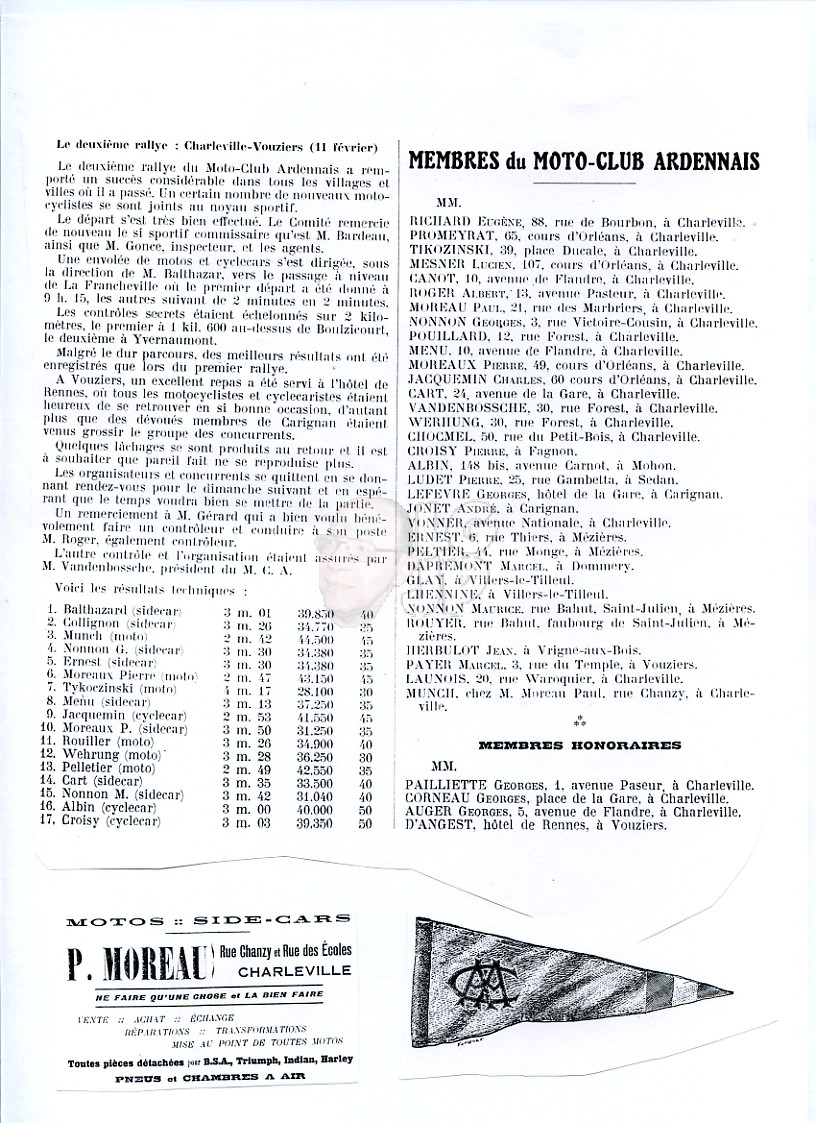 Le deuxième rallye : Charleville-Vouziers (11 février)
Le deuxième rallye du Moto-Club Ardennais a rem-
porté un succès considérable dans tous les villages et
villes où il a passé. Un certain nombre de nouveaux moto-
cyclistes se sont joints au noyau sportif.
Le départ s'est très bien effectué. Le Comité remercie
de nouveau le si sportif commissaire qu'est M. Bardeau,
ainsi que M. Gonce, inspecteur, et les agents.
Une envolée de motos et cyclecars s'est dirigée, sous
la direction de M. Balthazar, vers le passage à niveau
de La Francheville où le premier départ a été donné à
9 h. 15, les autres suivant de 2 minutes en 2 minutes.
Les contrôles secrets étaient échelonnés sur 2 kilo-
mètres, le premier à 1 kil. 600 au-dessus de Boulzicourt,
le deuxième à Yvernaumont.
Malgré le dur parcours, des meilleurs résultats ont été
enregistrés que lors du premier rallye.
A Vouziers, un excellent repas a été servi à l'hôtel de
Rennes, où tous les motocyclistes et cyclecaristes étaient
heureux de se retrouver en si bonne occasion, d'autant
plus que des dévoués membres de Carignan étaient
venus grossir le groupe des concurrents.
Quelques lâchages se sont produits au retour et il est
à souhaiter que pareil fait ne se reproduise plus.
Les organisateurs et concurrents se quittent en se don-
nant rendez-vous pour le dimanche suivant et en espé-
rant que le temps voudra bien se mettre de la partie.
Un remerciement à M. Gérard qui a bien voulu béné-
volement faire un contrôleur et conduire à son poste
M. Roger, également contrôleur.
L'autre contrôle et l'organisation étaient assurés par
M. Vandenbossche, président du M. C. A.
Voici les résultats techniques :
1. Balthazard (sidecar) 3 m. 01 39.850 40
2. Collignon (sidecar) 3 m. 26 34.770 35
3. Munch (moto) 2 m. 42 44.500 45
4. Nonnon G. (sidecar) 3 m. 30 34.380 35
5. Ernest (sidecar) 3 m. 30 34.380 35
6. Moreaux Pierre (moto) 2 m. 47 43.150 45
7. Tykoczinski (moto) 4 m. 17 28.100 30
8. Menu (sidecar) 3 m. 13 37.250 35
9. Jacquemin (cyclecar) 2 m. 53 41.550 45
10. Moreaux P. (sidecar) 3 m. 50 31.250 35
11. Rouiller (moto) 3 m. 26 34.900 40
12. Wehrung (moto) 3 m. 28 36.250 30
13. Pelletier (moto) 2 m. 49 42.550 35
14. Cart (sidecar) 3 m. 35 33.500 40
15. Nonnon M. (sidecar) 3 m. 42 31.040 40
16. Albin (cyclecar) 3 m. 00 40.000 50
17. Croisy (cyclecar) 3 m. 03 39.350 50
MEMBRES du MOTO-CLUB ARDENNAIS
MM.
RICHARD EUGÈNE, 88, rue de Bourbon, à Charleville.
PROMEYRAT, 65, cours d'Orléans, à Charleville.
TIKOZINSKI, 39, place Ducale, à Charleville.
MESNER LUCIEN, 107, cours d'Orléans, à Charleville.
CANOT, 10, avenue de Flandre, à Charleville.
ROGER ALBERT, 13, avenue Pasteur, à Charleville.
MOREAU PAUL, 21, rue des Marbriers, à Charleville.
NONNON GEORGES, 3, rue Victoire-Cousin, à Charleville.
POUILLARD, 12, rue Forest, à Charleville.
MENU, 10, avenue de Flandre, à Charleville.
MOREAUX PIERRE, 49, cours d'Orléans, à Charleville.
JACQUEMIN CHARLES, 60 cours d'Orléans, à Charleville.
CART, 24, avenue de la Gare, à Charleville.
VANDENBOSSCHE, 30, rue Forest, à Charleville.
WERHUNG, 30, rue Forest, à Charleville.
CHOCMEL, 50, rue du Petit-Bois, à Charleville.
CROISY PIERRE, à Fagnon.
ALBIN, 148 bis, avenue Carnot, à Mohon.
LUDET PIERRE, 25, rue Gambetta, à Sedan.
LEFEVRE GEORGES, hôtel de la Gare, à Carignan.
JONET ANDRÉ, à Carignan.
VONNER, avenue Nationale, à Charleville.
ERNEST, 6, rue Thiers, à Mézières.
PELTIER, 44, rue Monge, à Mézières.
DAPREMONT MARCEL, à Dommery.
GLAY, à Villers-le-Tilleul.
LHENNINE, à Villers-le-Tilleul.
NONNON MAURICE, rue Bahut, Saint-Julien, à Mézières.
ROUYER, rue Bahut, faubourg de Saint-Julien, à Mé-
zières.
HERBULOT JEAN, à Vrigne-aux-Bois.
PAYER MARCEL, 3, rue du Temple, à Vouziers.
LAUNOIS, 20, rue Waroquier, à Charleville.
MUNCH, chez M. Moreau Paul, rue Chanzy, à Charle-
ville.
*
**
MEMBRES HONORAIRES
MM.
PAILLIETTE GEORGES, 1, avenue Paseur, à Charleville.
CORNEAU GEORGES, place de la Gare, à Charleville.
AUGER GEORGES, 5, avenue de Flandre, à Charleville.
D'ANGEST, hôtel de Rennes, à Vouziers.
MOTOS :: SIDE-CARS
P. MOREAU
Rue Chanzy et Rue des Écoles
CHARLEVILLE
NE FAIRE QU'UNE CHOSE et LA BIEN FAIRE
VENTE :: ACHAT :: ÉCHANGE
RÉPARATIONS :: TRANSFORMATIONS
MISE AU POINT DE TOUTES MOTOS
Toutes pièces détachées pour B.S.A., Triumph, Indian, Harley
PNEUS et CHAMBRES A AIR